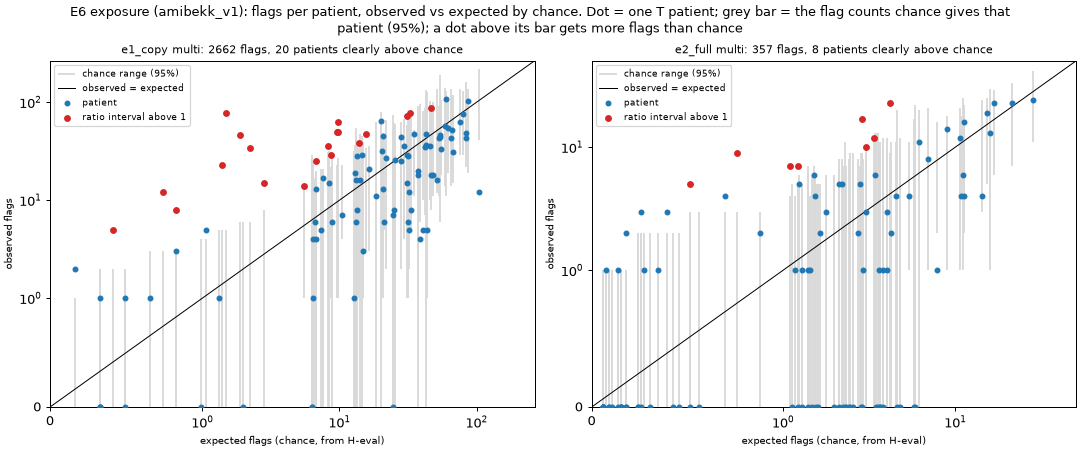 E6 exposure (amibekk_v1): flags per patient, observed vs expected by chance. Dot = one T patient; grey bar = the flag counts chance gives that
patient (95%); a dot above its bar gets more flags than chance
e1_copy multi: 2662 flags, 20 patients clearly above chance
chance range (95%)
observed = expected
patient
ratio interval above 1
observed flags
10²
10¹
10⁰
0
0
10⁰
10¹
10²
expected flags (chance, from H-eval)
e2_full multi: 357 flags, 8 patients clearly above chance
chance range (95%)
observed = expected
patient
ratio interval above 1
observed flags
10¹
10⁰
0
0
10⁰
10¹
expected flags (chance, from H-eval)